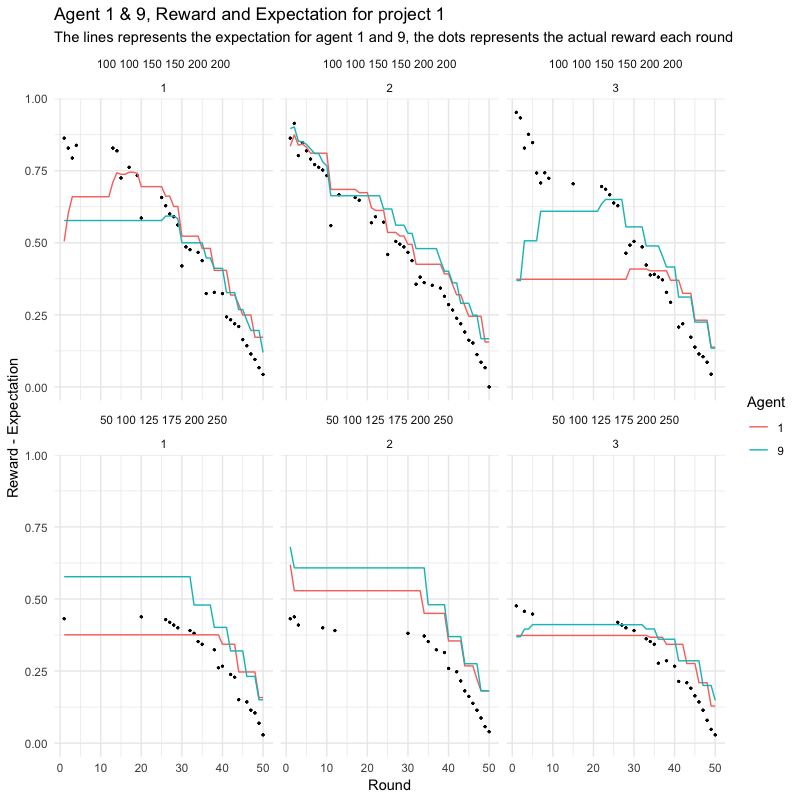 Agent 1 & 9, Reward and Expectation for project 1
The lines represents the expectation for agent 1 and 9, the dots represents the actual reward each round
100 100 150 150 200 200
100 100 150 150 200 200
100 100 150 150 200 200
1
2
3
1.00
0.75
0.50
0.25
0.00
50 100 125 175 200 250
50 100 125 175 200 250
50 100 125 175 200 250
1
2
3
1.00
0.75
0.50
0.25
0.00
0 10 20 30 40 50
0 10 20 30 40 50
0 10 20 30 40 50
Round
Reward - Expectation
Agent
1
9